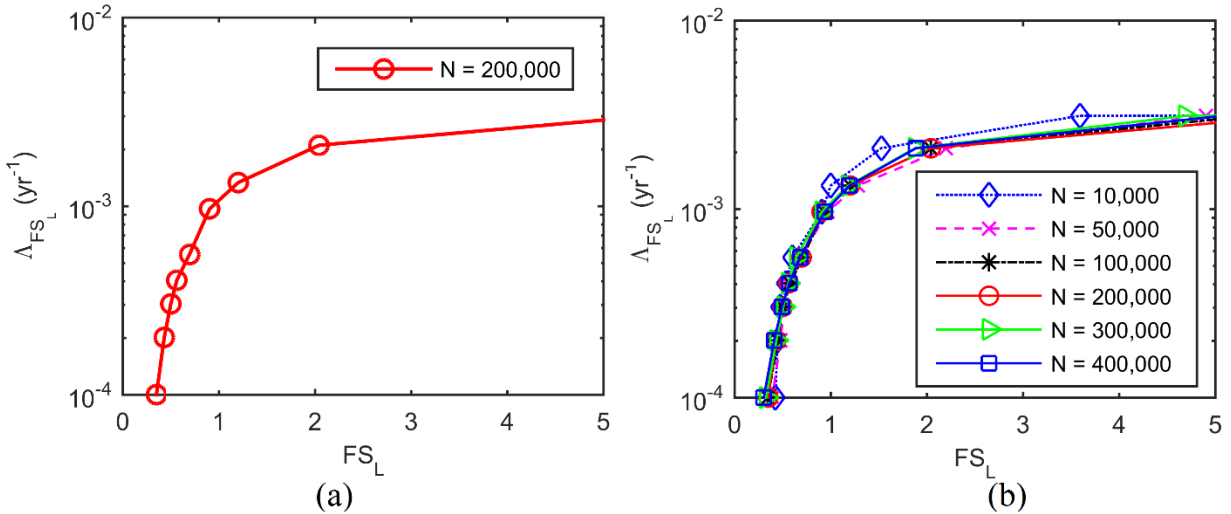 10⁻²
N = 200,000
10⁻³
Λ_FS_L (yr⁻¹)
10⁻⁴
0 1 2 3 4 5
FS_L
(a)
10⁻²
10⁻³
Λ_FS_L (yr⁻¹)
10⁻⁴
N = 10,000
N = 50,000
N = 100,000
N = 200,000
N = 300,000
N = 400,000
0 1 2 3 4 5
FS_L
(b)